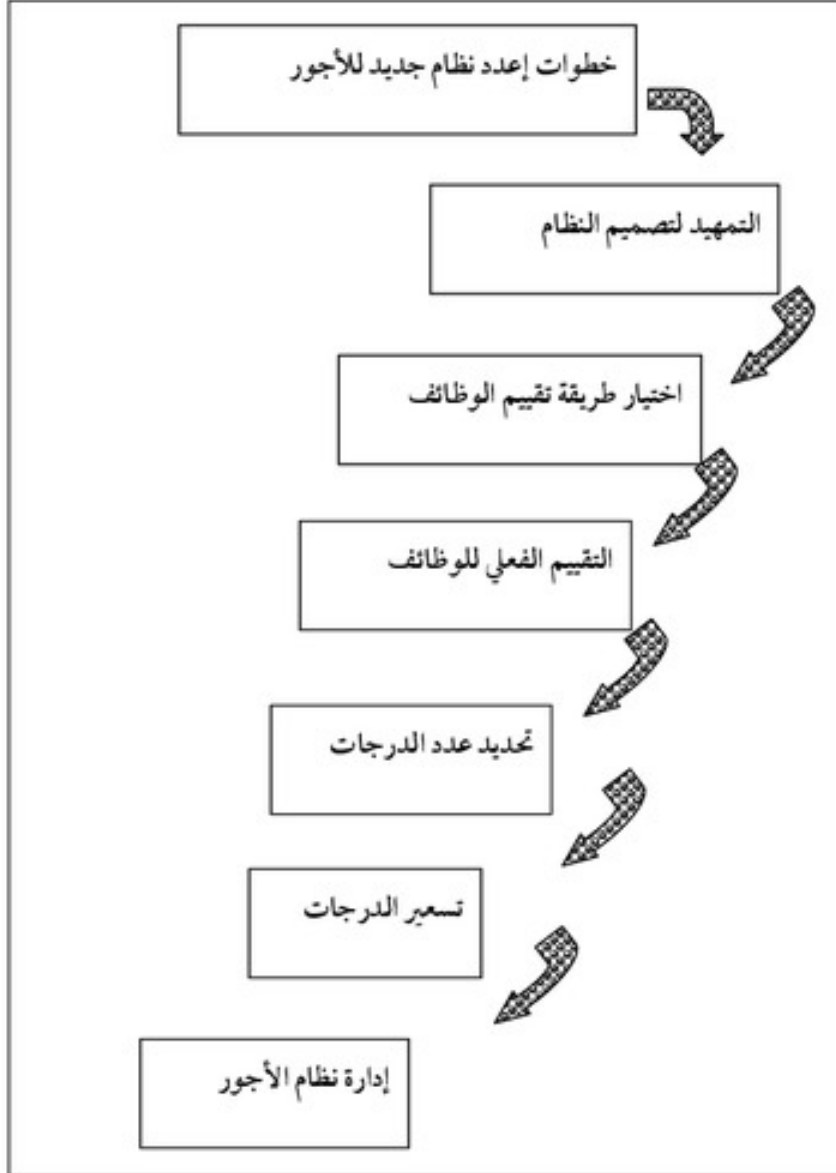 خطوات إعدد نظام جديد للأجور
التمهيد لتصميم النظام
اختيار طريقة تقييم الوظائف
التقييم الفعلي للوظائف
تحديد عدد الدرجات
تسعير الدرجات
إدارة نظام الأجور